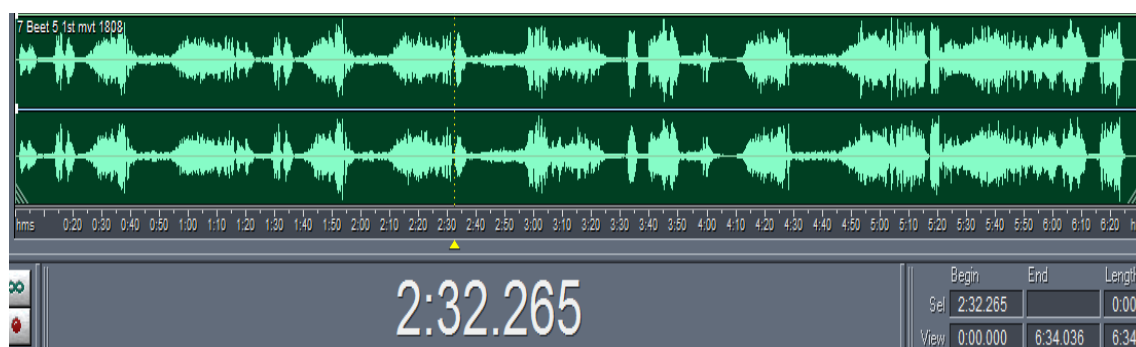 7 Beet 5 1st mvt 1808
hms 0:20 0:30 0:40 0:50 1:00 1:10 1:20 1:30 1:40 1:50 2:00 2:10 2:20 2:30 2:40 2:50 3:00 3:10 3:20 3:30 3:40 3:50 4:00 4:10 4:20 4:30 4:40 4:50 5:00 5:10 5:20 5:30 5:40 5:50 6:00 6:10 6:20
2:32.265
Begin End Length
Sel 2:32.265 0:00
View 0:00.000 6:34.036 6:34